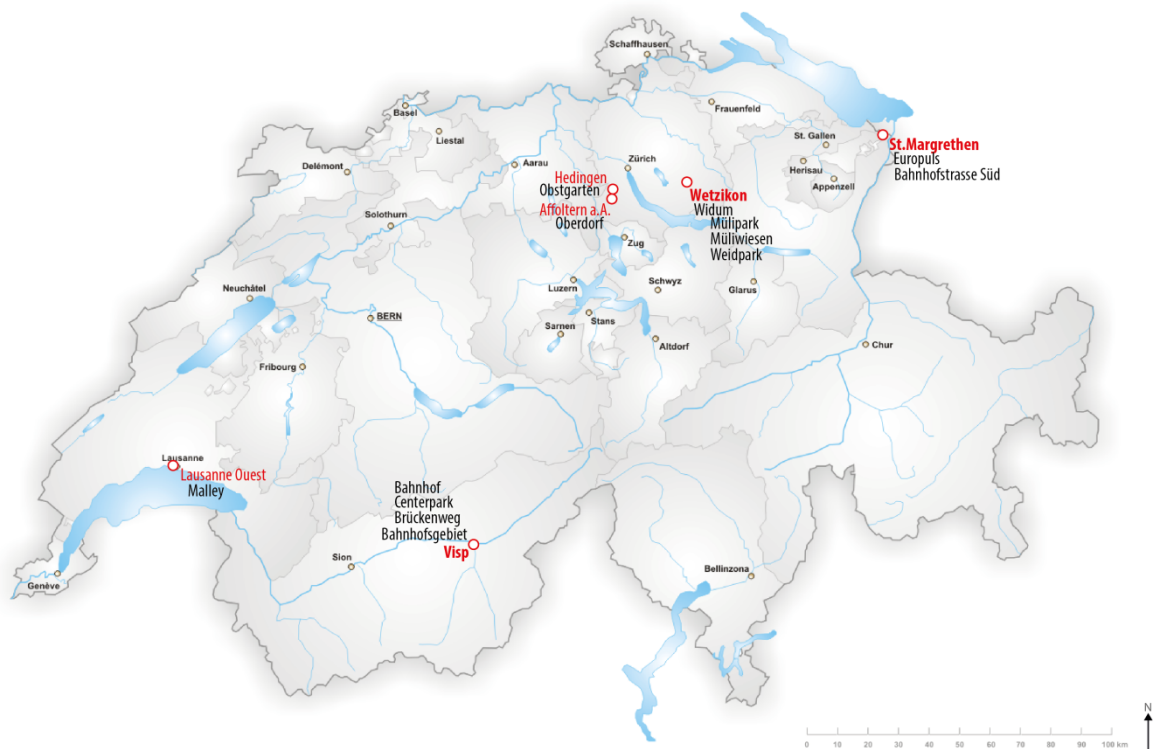 Schaffhausen
Frauenfeld
Basel
Liestal
St. Gallen
St.Margrethen
Europuls
Bahnhofstrasse Süd
Herisau
Appenzell
Delémont
Aarau
Zürich
Hedingen
Obstgarten
Affoltern a.A.
Oberdorf
Wetzikon
Widum
Mülipark
Müliwiesen
Weidpark
Solothurn
Zug
Neuchâtel
Luzern
Schwyz
Glarus
BERN
Stans
Sarnen
Altdorf
Chur
Fribourg
Lausanne
Lausanne Ouest
Malley
Bahnhof
Centerpark
Brückenweg
Bahnhofsgebiet
Visp
Sion
Genève
Bellinzona
N
0 10 20 30 40 50 60 70 80 90 100 km